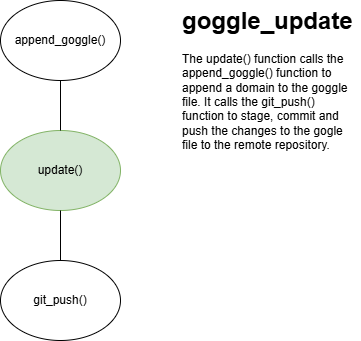 goggle_update
append_goggle()
The update() function calls the
append_goggle() function to
append a domain to the goggle
file. It calls the git_push()
function to stage, commit and
push the changes to the gogle
file to the remote repository.
update()
git_push()